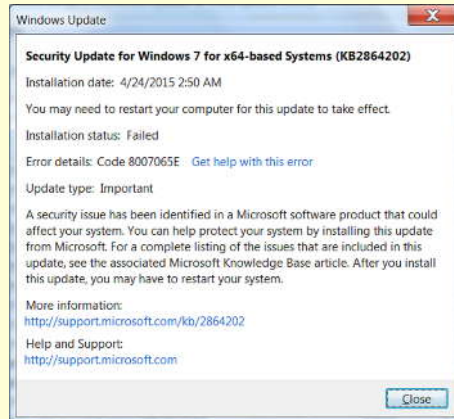 Windows Update
Security Update for Windows 7 for x64-based Systems (KB2864202)
Installation date: 4/24/2015 2:50 AM
You may need to restart your computer for this update to take effect.
Installation status: Failed
Error details: Code 8007065E Get help with this error
Update type: Important
A security issue has been identified in a Microsoft software product that could
affect your system. You can help protect your system by installing this update
from Microsoft. For a complete listing of the issues that are included in this
update, see the associated Microsoft Knowledge Base article. After you install
this update, you may have to restart your system.
More information:
http://support.microsoft.com/kb/2864202
Help and Support:
http://support.microsoft.com
Close